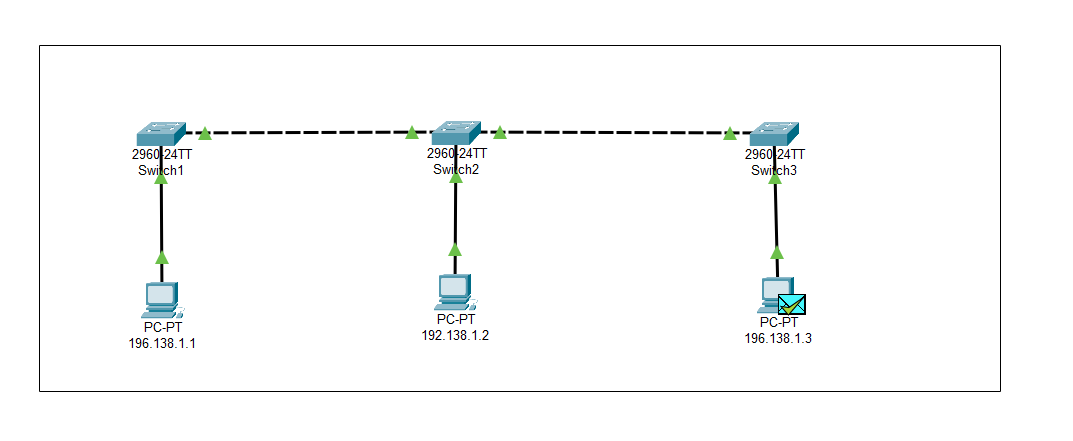 2960-24TT
Switch1
2960-24TT
Switch2
2960-24TT
Switch3
PC-PT
196.138.1.1
PC-PT
192.138.1.2
PC-PT
196.138.1.3